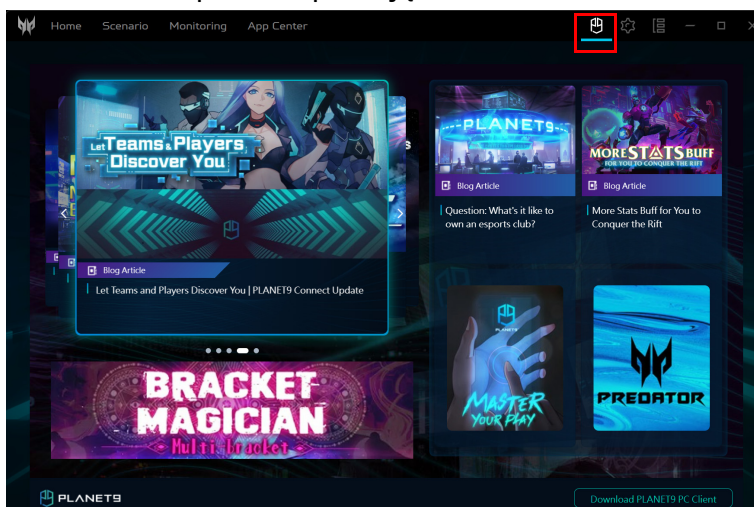 Home Scenario Monitoring App Center
Let Teams & Players
Discover You
Blog Article
Let Teams and Players Discover You | PLANET9 Connect Update
PLANET9
Blog Article
Question: What's it like to
own an esports club?
MORE STATS BUFF
FOR YOU TO CONQUER THE RIFT
Blog Article
More Stats Buff for You to
Conquer the Rift
BRACKET
MAGICIAN
Multi bracket
PLANET9
MASTER
YOUR PLAY
PREDATOR
PLANET9
Download PLANET9 PC Client